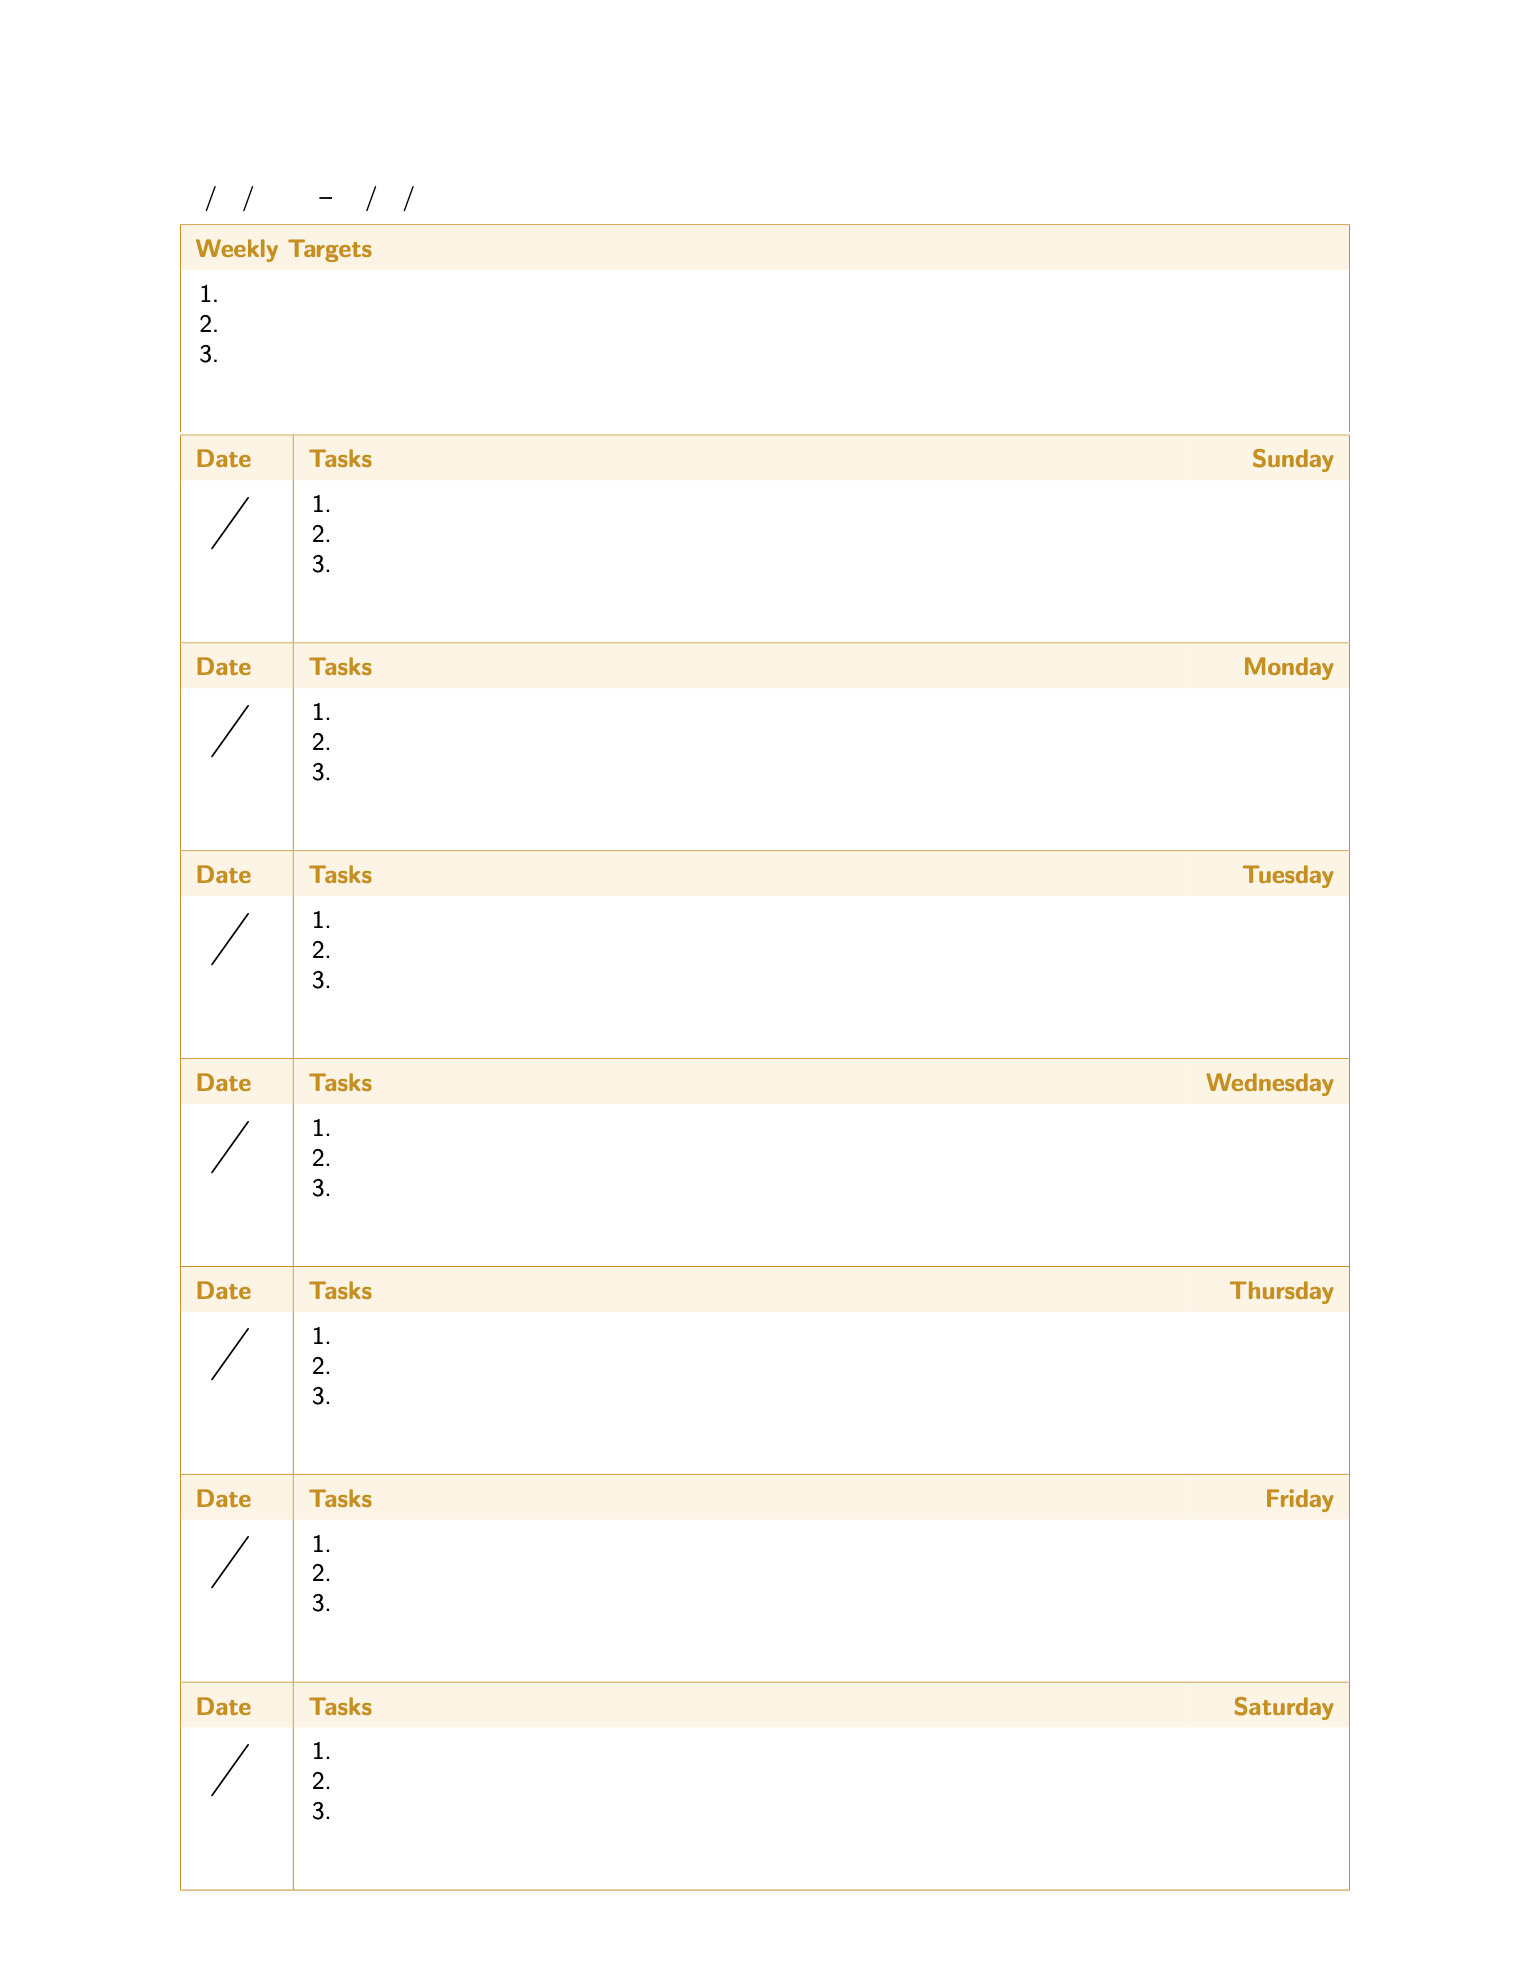 / / – / /
Weekly Targets
1.
2.
3.
Date Tasks Sunday
/ 1.
2.
3.
Date Tasks Monday
/ 1.
2.
3.
Date Tasks Tuesday
/ 1.
2.
3.
Date Tasks Wednesday
/ 1.
2.
3.
Date Tasks Thursday
/ 1.
2.
3.
Date Tasks Friday
/ 1.
2.
3.
Date Tasks Saturday
/ 1.
2.
3.